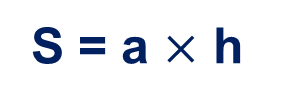 S = a × h